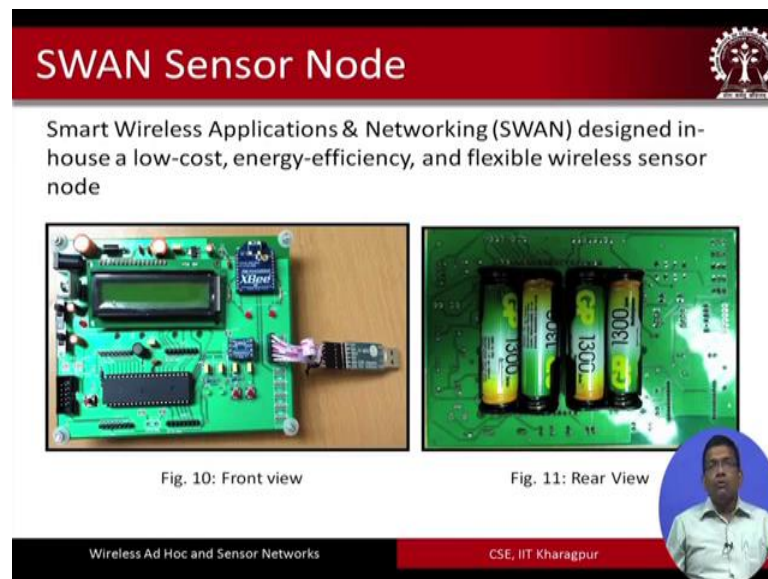 SWAN Sensor Node
Smart Wireless Applications & Networking (SWAN) designed in-
house a low-cost, energy-efficiency, and flexible wireless sensor
node
XBee
GP
1300
1300
GP
1300
1300
GP
Fig. 10: Front view
Fig. 11: Rear View
Wireless Ad Hoc and Sensor Networks
CSE, IIT Kharagpur